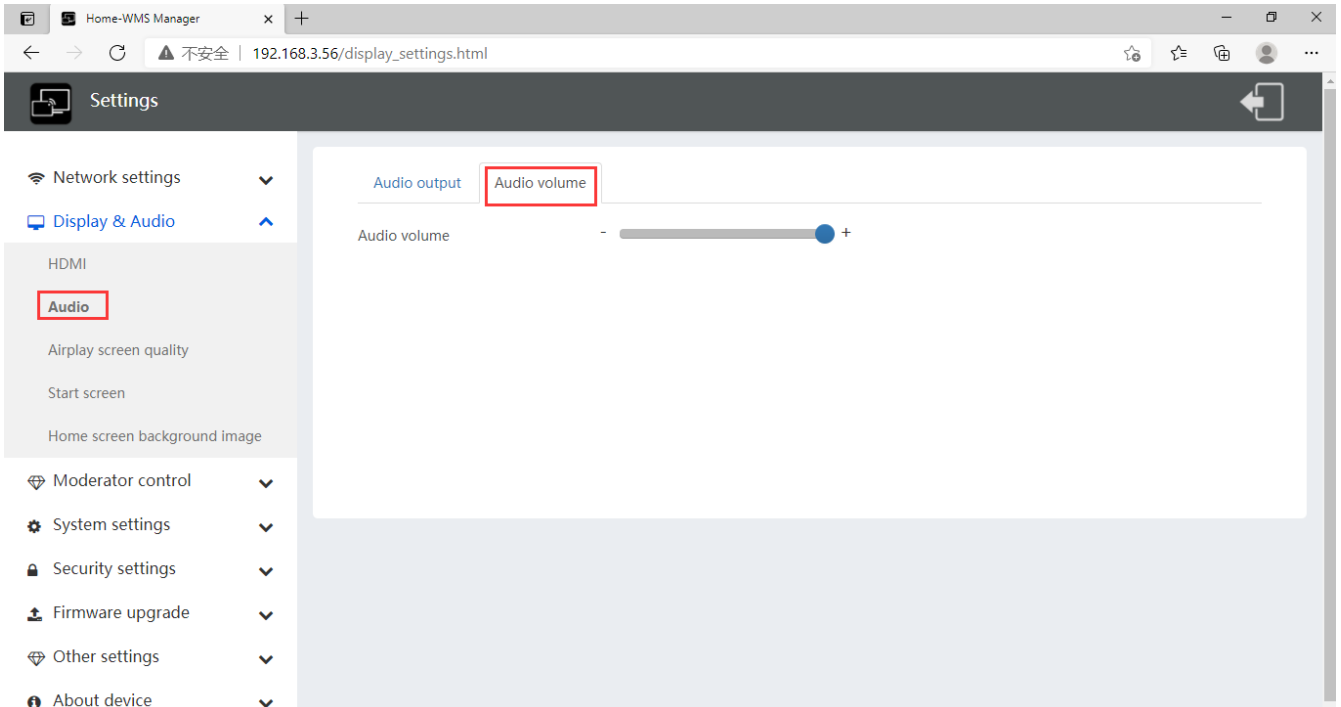 Home-WMS Manager
不安全 | 192.168.3.56/display_settings.html
Settings
Network settings
Display & Audio
HDMI
Audio
Airplay screen quality
Start screen
Home screen background image
Moderator control
System settings
Security settings
Firmware upgrade
Other settings
About device
Audio output
Audio volume
Audio volume - +